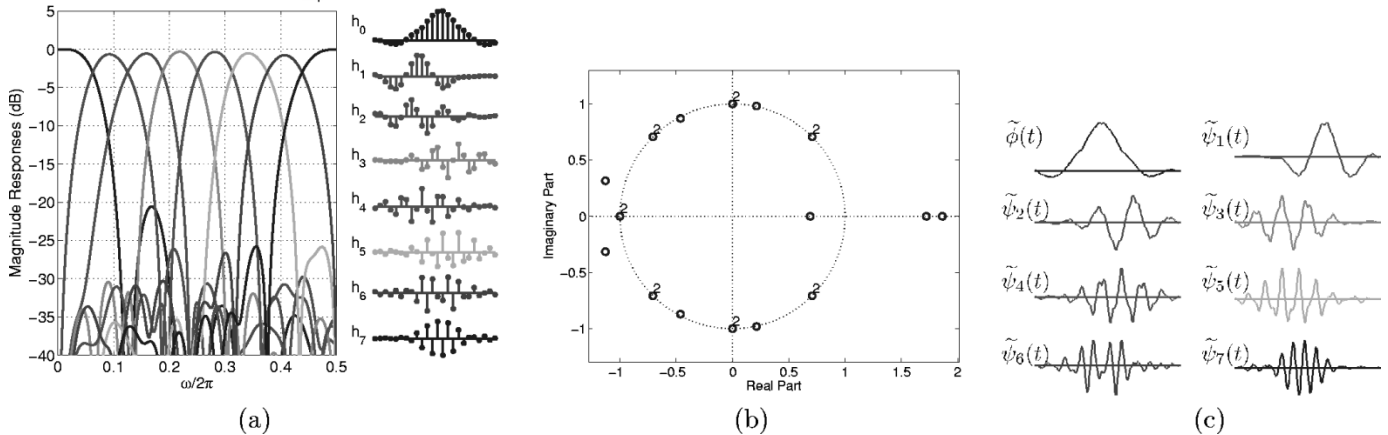 5
0
−5
−10
−15
−20
−25
−30
−35
−40
Magnitude Responses (dB)
0
0.1
0.2
0.3
0.4
0.5
ω/2π
h0
h1
h2
h3
h4
h5
h6
h7
(a)
1
0.5
0
−0.5
−1
Imaginary Part
2
2
2
2
2
2
2
−1
−0.5
0
0.5
1
1.5
2
Real Part
(b)
ϕ̃(t)
ψ̃1(t)
ψ̃2(t)
ψ̃3(t)
ψ̃4(t)
ψ̃5(t)
ψ̃6(t)
ψ̃7(t)
(c)